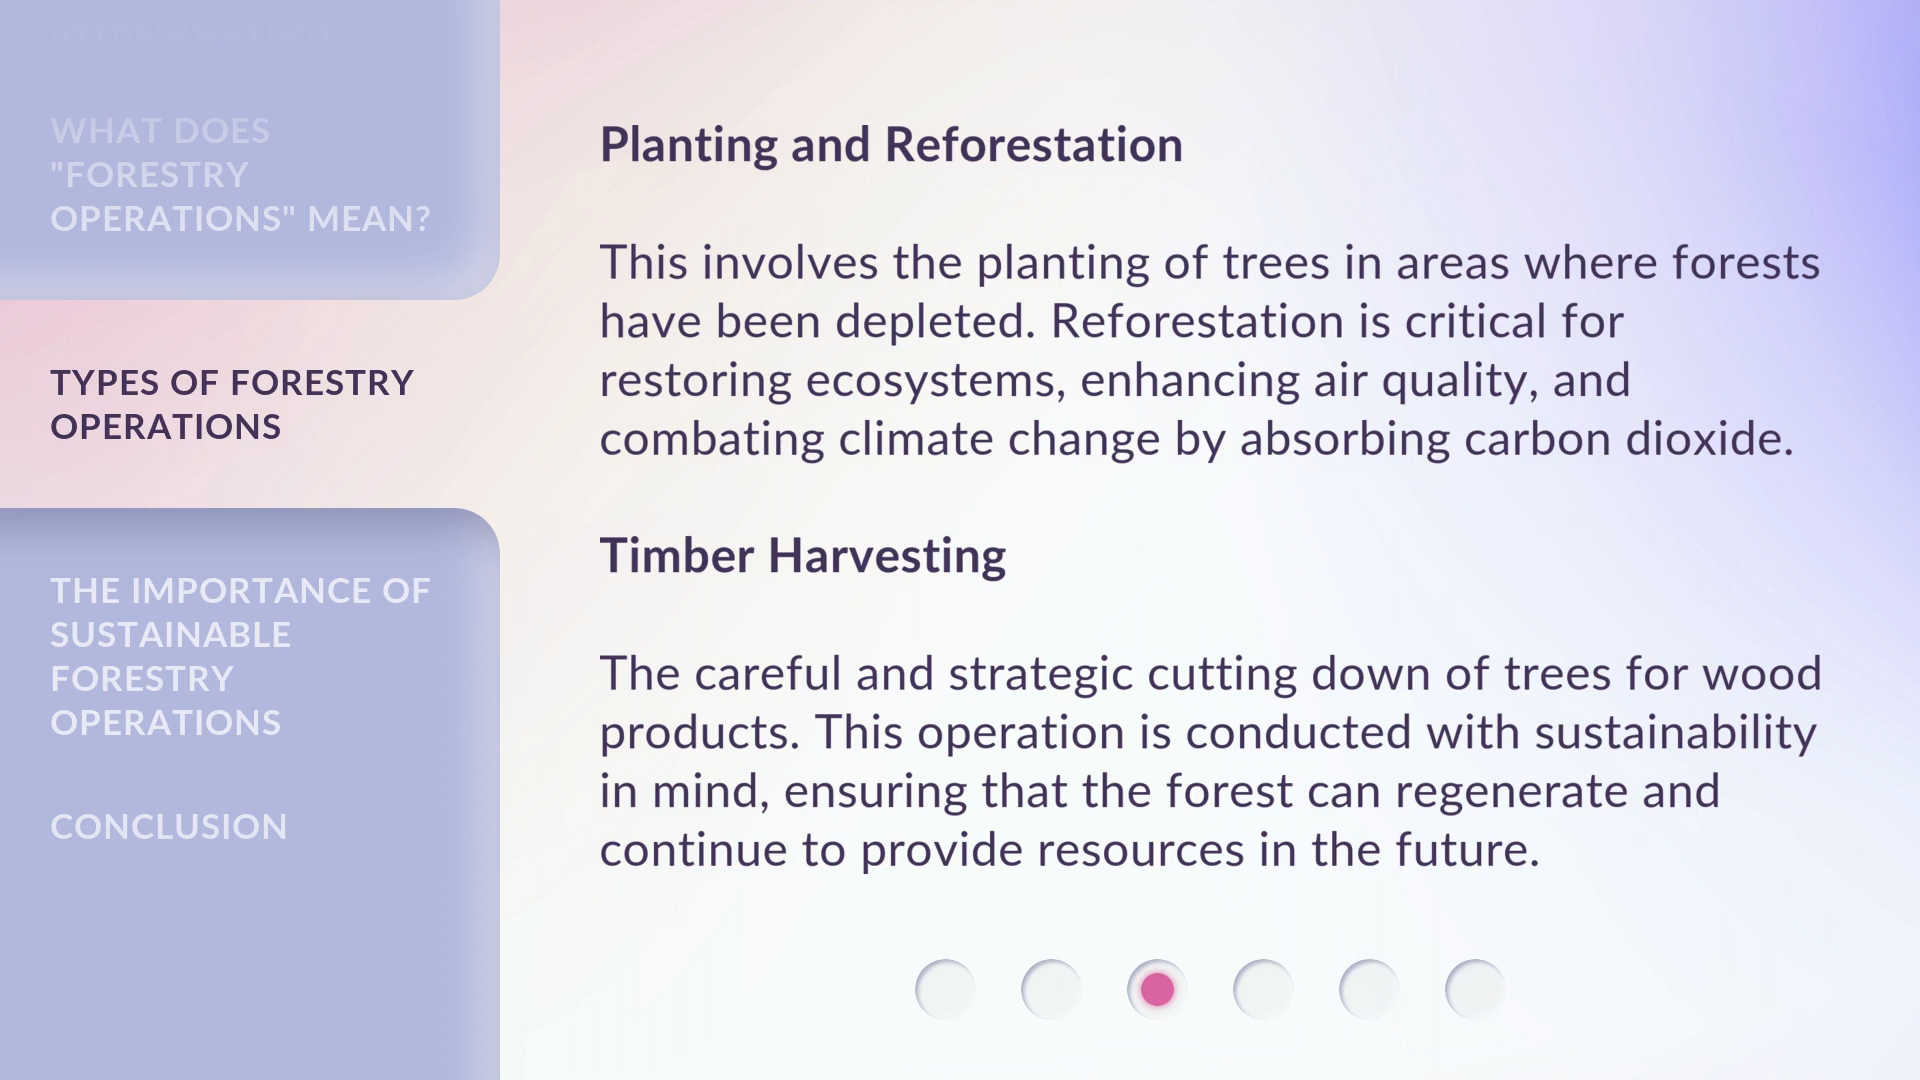 INTRODUCTION
WHAT DOES
"FORESTRY
OPERATIONS" MEAN?
TYPES OF FORESTRY
OPERATIONS
THE IMPORTANCE OF
SUSTAINABLE
FORESTRY
OPERATIONS
CONCLUSION
Planting and Reforestation
This involves the planting of trees in areas where forests
have been depleted. Reforestation is critical for
restoring ecosystems, enhancing air quality, and
combating climate change by absorbing carbon dioxide.
Timber Harvesting
The careful and strategic cutting down of trees for wood
products. This operation is conducted with sustainability
in mind, ensuring that the forest can regenerate and
continue to provide resources in the future.